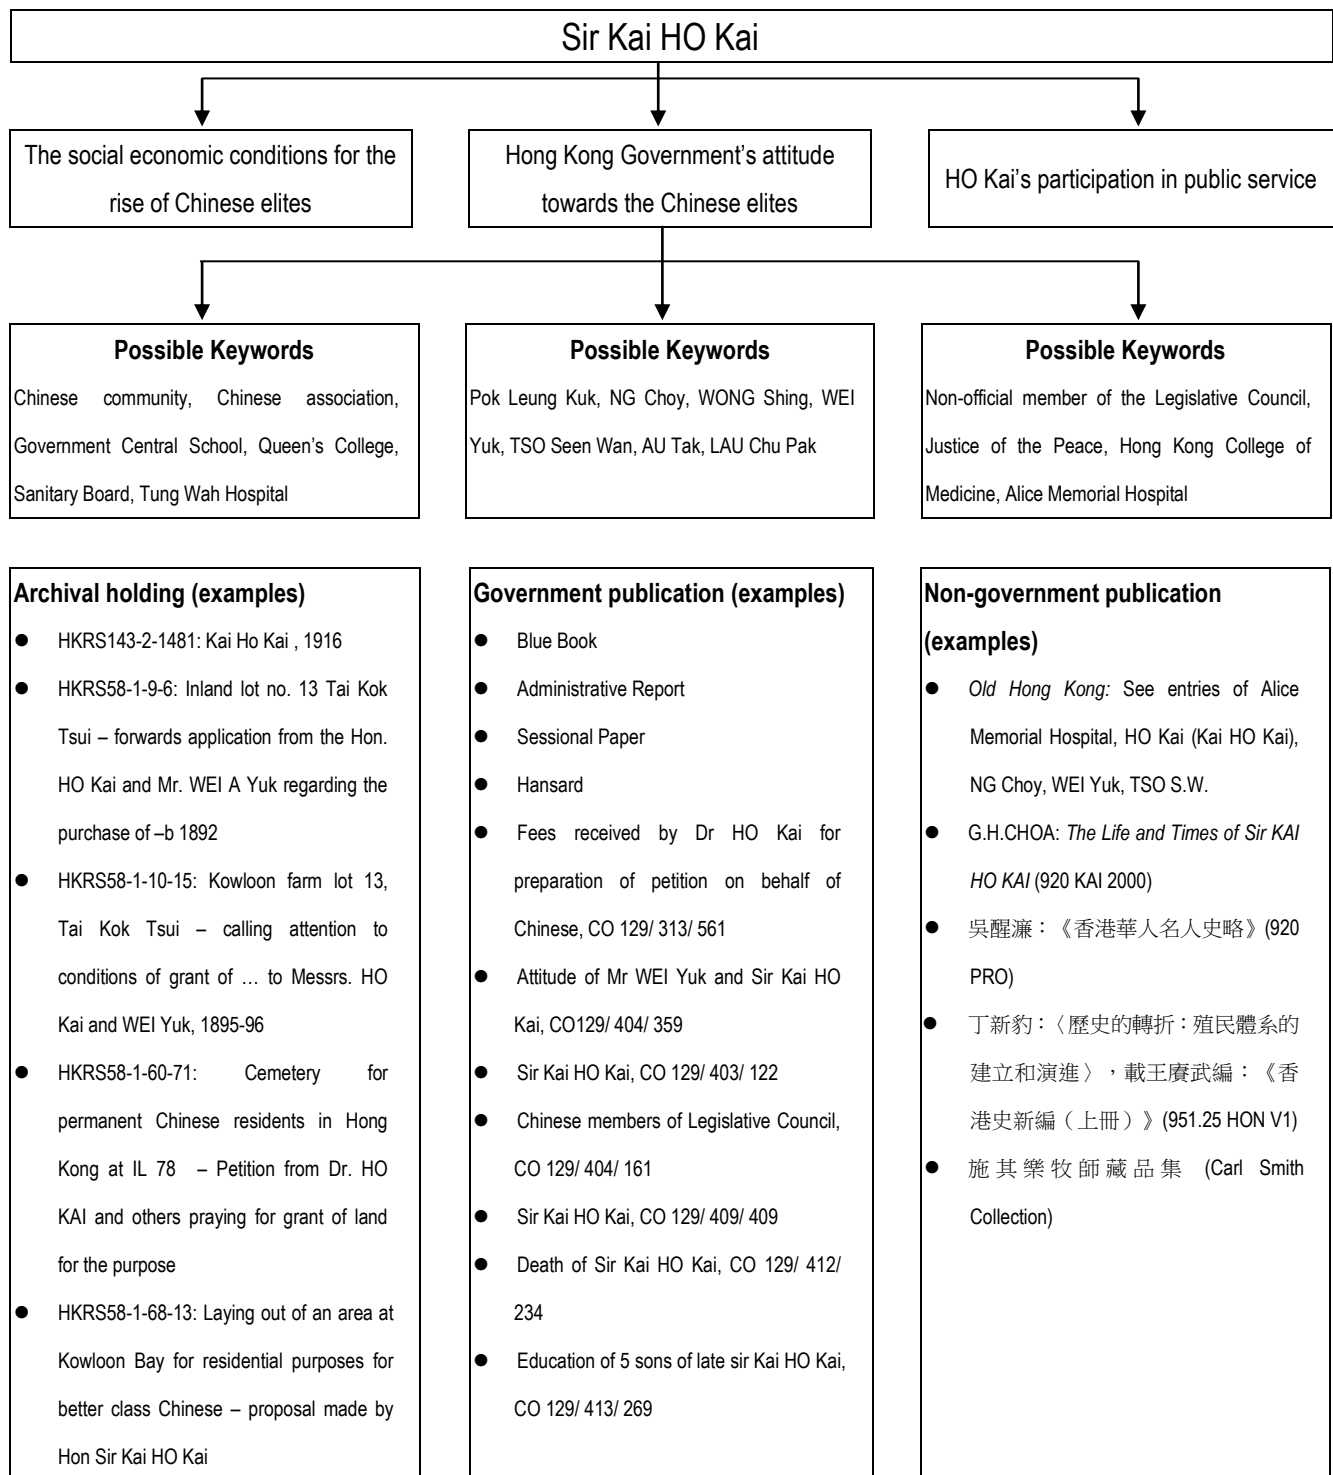 Sir Kai HO Kai
The social economic conditions for the
rise of Chinese elites
Hong Kong Government’s attitude
towards the Chinese elites
HO Kai’s participation in public service
Possible Keywords
Chinese community, Chinese association,
Government Central School, Queen’s College,
Sanitary Board, Tung Wah Hospital
Possible Keywords
Pok Leung Kuk, NG Choy, WONG Shing, WEI
Yuk, TSO Seen Wan, AU Tak, LAU Chu Pak
Possible Keywords
Non-official member of the Legislative Council,
Justice of the Peace, Hong Kong College of
Medicine, Alice Memorial Hospital
Archival holding (examples)
● HKRS143-2-1481: Kai Ho Kai , 1916
● HKRS58-1-9-6: Inland lot no. 13 Tai Kok
Tsui – forwards application from the Hon.
HO Kai and Mr. WEI A Yuk regarding the
purchase of –b 1892
● HKRS58-1-10-15: Kowloon farm lot 13,
Tai Kok Tsui – calling attention to
conditions of grant of … to Messrs. HO
Kai and WEI Yuk, 1895-96
● HKRS58-1-60-71: Cemetery for
permanent Chinese residents in Hong
Kong at IL 78 – Petition from Dr. HO
KAI and others praying for grant of land
for the purpose
● HKRS58-1-68-13: Laying out of an area at
Kowloon Bay for residential purposes for
better class Chinese – proposal made by
Hon Sir Kai HO Kai
Government publication (examples)
● Blue Book
● Administrative Report
● Sessional Paper
● Hansard
● Fees received by Dr HO Kai for
preparation of petition on behalf of
Chinese, CO 129/ 313/ 561
● Attitude of Mr WEI Yuk and Sir Kai HO
Kai, CO129/ 404/ 359
● Sir Kai HO Kai, CO 129/ 403/ 122
● Chinese members of Legislative Council,
CO 129/ 404/ 161
● Sir Kai HO Kai, CO 129/ 409/ 409
● Death of Sir Kai HO Kai, CO 129/ 412/
234
● Education of 5 sons of late sir Kai HO Kai,
CO 129/ 413/ 269
Non-government publication
(examples)
● Old Hong Kong: See entries of Alice
Memorial Hospital, HO Kai (Kai HO Kai),
NG Choy, WEI Yuk, TSO S.W.
● G.H.CHOA: The Life and Times of Sir KAI
HO KAI (920 KAI 2000)
● 吳醒濂：《香港華人名人史略》(920
PRO)
● 丁新豹：〈歷史的轉折：殖民體系的
建立和演進〉，載王賡武編：《香
港史新編（上冊）》(951.25 HON V1)
● 施其樂牧師藏品集 (Carl Smith
Collection)